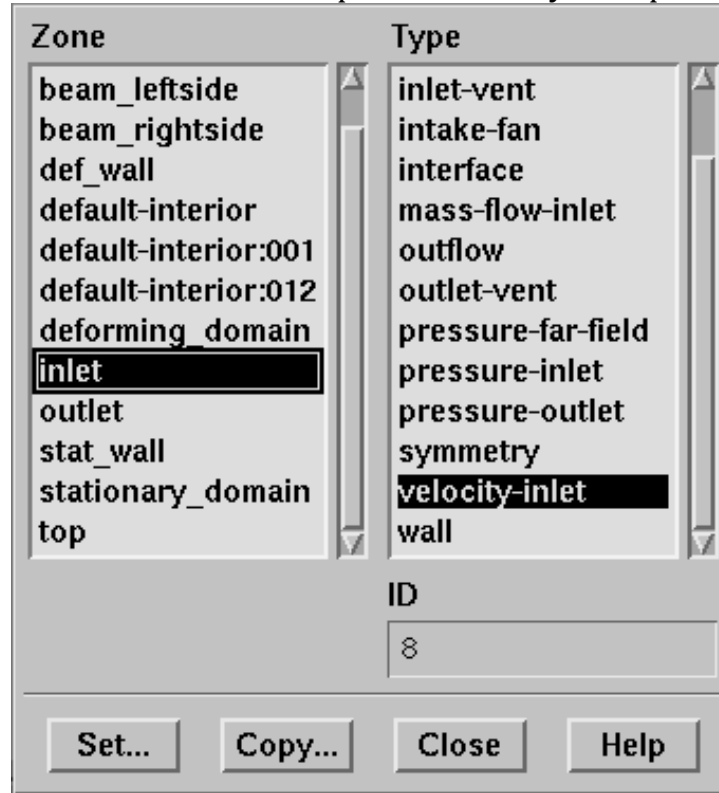 Zone
beam_leftside
beam_rightside
def_wall
default-interior
default-interior:001
default-interior:012
deforming_domain
inlet
outlet
stat_wall
stationary_domain
top
Type
inlet-vent
intake-fan
interface
mass-flow-inlet
outflow
outlet-vent
pressure-far-field
pressure-inlet
pressure-outlet
symmetry
velocity-inlet
wall
ID
8
Set...
Copy...
Close
Help